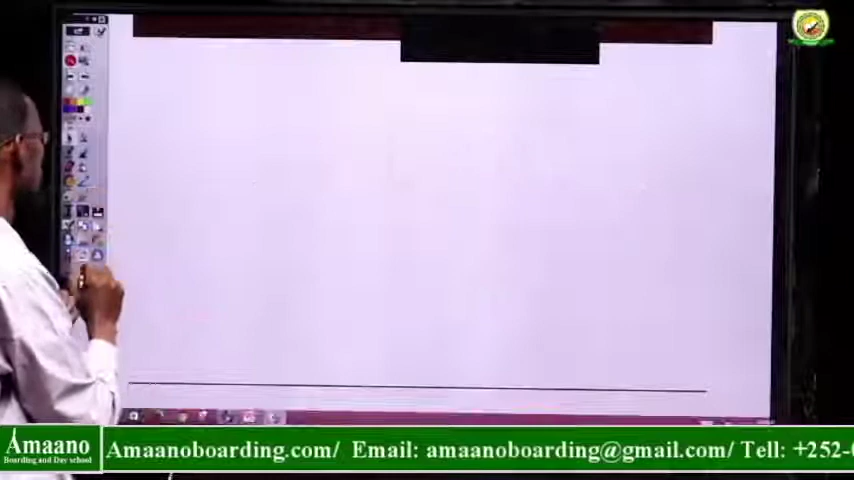 Amaano
Boarding and Day school
Amaanoboarding.com/ Email: amaanoboarding@gmail.com/ Tell: +252-